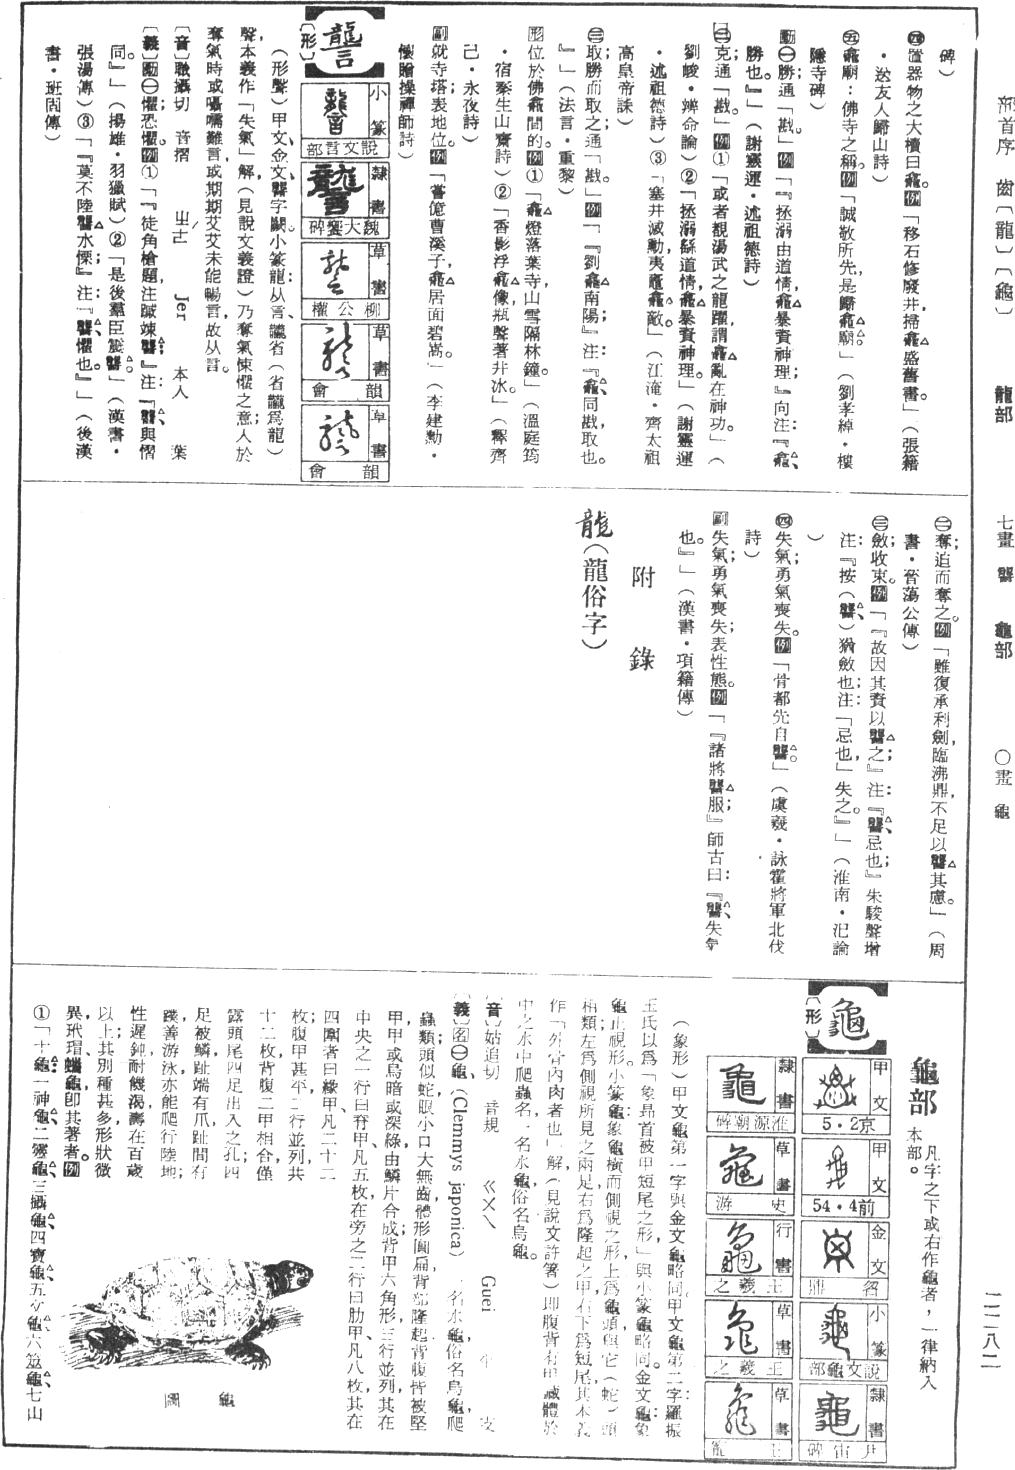 部首序 齒〔龍〕〔龜〕 龍部 七畫 讋 龜部 ○畫 龜 二二八二
碑）
㊃置器物之大櫝曰龕。例「移石修廢井，掃龕盛舊書。」（張籍
・送友人歸山詩）
㊄龕廟：佛寺之稱。例「誠敬所先，是歸龕廟。」（劉孝綽・棲
隱寺碑）
動㊀勝；通「戡」。例「『拯溺由道情，龕暴資神理；』向注：『龕、
勝也。』」（謝靈運・述祖德詩）
㊁克；通「戡」。例①「或者覩湯武之龍躍，謂龕亂在神功。」（
劉峻・辨命論）②「拯溺繇道情，龕暴資神理。」（謝靈運
・述祖德詩）③「塞井滅勳，夷竈龕敵。」（江淹・齊太祖
高皇帝誄）
㊂取；勝而取之；通「戡」。例「『劉龕南陽；』注：『龕、同戡，取也。
』」（法言・重黎）
形位於佛龕間的。例①「龕燈落葉寺，山雪隔林鐘。」（溫庭筠
・宿秦生山齋詩）②「香影浮龕像，瓶聲著井冰。」（釋齊
己・永夜詩）
副就寺塔表地位。例「嘗憶曹溪子，龕居面碧嵩。」（李建勳・
懷贈操禪師詩）
讋
〔形〕
小篆 說文言部
隸書 魏大饗碑
草書 柳公權
草書 韻會
草書 韻會
（形聲）甲文、金文讋字闕。小篆龍：从言、龖省（省龖爲龍）
聲，本義作「失氣」解（見說文義證）乃奪氣悚懼之意；人於
奪氣時或囁嚅難言，或期期艾艾未能暢言，故从言。
〔音〕職攝切 音摺 ㄓㄜˊ Jer 本入 葉
〔義〕動㊀懼；恐懼。例①「『徒角槍題注，䠞竦讋；』注：『讋與慴
同。』」（揚雄・羽獵賦）②「是後羣臣震讋。」（漢書・
張湯傳）③「『莫不陸讋水慄；』注：『讋、懼也。』」（後漢
書・班固傳）
㊁奪；迫而奪之。例「雖復承利劍，臨沸鼎，不足以讋其慮。」（周
書・晉蕩公傳）
㊂斂；收束。例「『故因其資以讋之；』注：『讋、忌也；』朱駿聲增
注：『按（讋）猶斂也；注「忌也，」失之。』」（淮南・汜論
）
㊃失氣；勇氣喪失。例「骨都先自讋。」（虞羲・詠霍將軍北伐
詩）
副失氣；勇氣喪失；表性態。例「『諸將讋服；』師古曰：『讋、失氣
也。』」（漢書・項籍傳）
附錄
（龍俗字）
龜部 本部。凡字之下或右作龜者，一律納入
龜
〔形〕
甲文 京2・5
甲文 前4・54
金文 鼎
小篆 說文龜部
隸書 碑
隸書 淮源廟碑
草書 史游
行書 王羲之
草書 王羲之
草書
（象形）甲文龜第一字與金文龜略同。甲文龜第二字：羅振
玉氏以爲「象昂首被甲短尾之形」與小篆龜略同。金文龜：象
龜正視形。小篆龜：象龜橫而側視之形，上爲龜頭與它（蛇）頭
相類；左爲側視所見之兩足，右爲隆起之甲，右下爲短尾，其本義
作「外骨內肉者也」解（見說文許箸）即腹背有甲，臧體於
中之水中爬蟲名，一名水龜，俗名烏龜。
〔音〕姑追切 音規 ㄍㄨㄟ Guei 平 支
〔義〕名㊀龜（Clemmys japonica）一名水龜，俗名烏龜，爬
蟲類，頭似蛇，眼小口大無齒，體形圓扁，背部隆起，背腹皆被堅
甲，甲或烏暗或深綠，由鱗片合成，背甲六角形，三行並列，其在
中央之一行曰脊甲，凡五枚，在旁之二行曰肋甲，凡八枚，其在
四圍者曰緣甲，凡二十二
枚，腹甲甚平，二行並列共
十二枚，背腹二甲相合，僅
露頭尾四足出入之孔，四
足被鱗，趾端有爪，趾間有
蹼，善游泳，亦能爬行陸地；
性遲鈍，耐饑渴，壽在百歲
以上；其別種甚多，形狀微
異，玳瑁、蠵龜即其著者。例
①「十龜：一神龜、二靈龜、三攝龜、四寶龜、五文龜、六筮龜、七山
龜圖